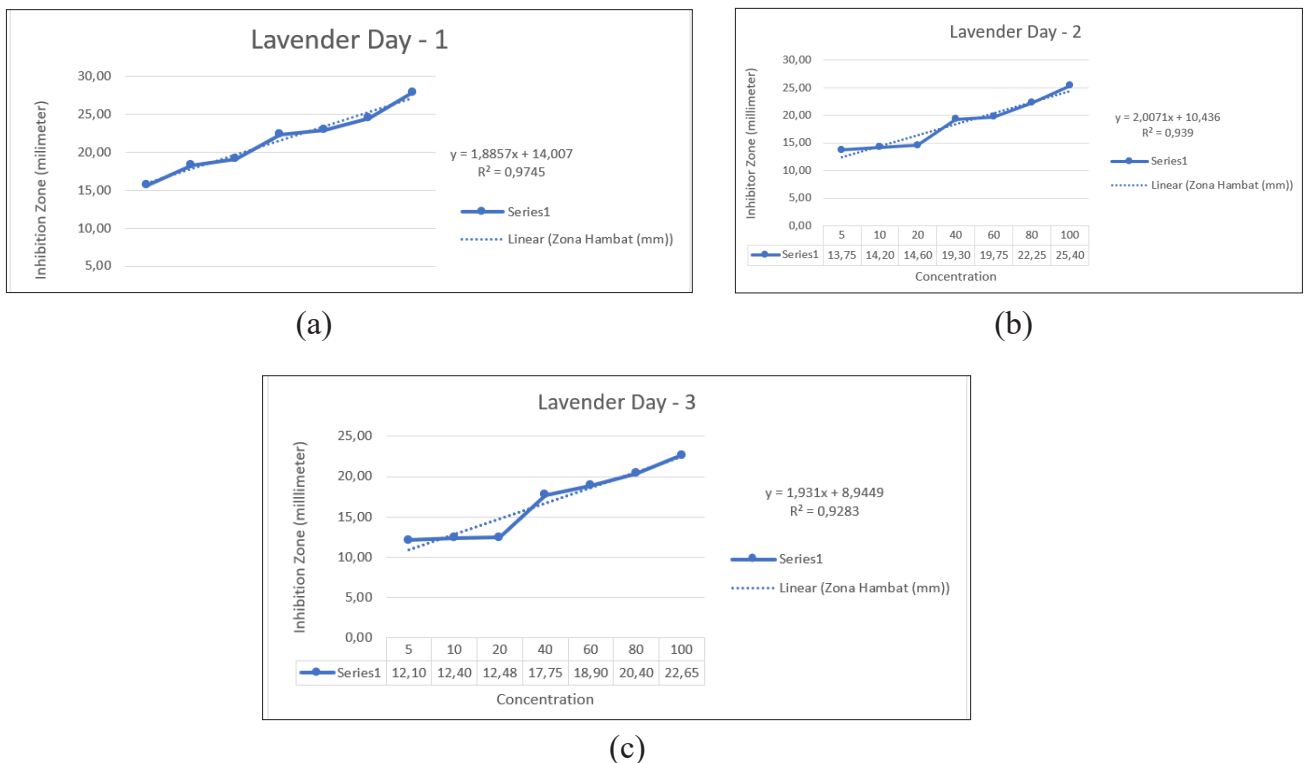 Lavender Day - 1
Inhibition Zone (milimeter)
30,00
25,00
20,00
15,00
10,00
5,00
y = 1,8857x + 14,007
R² = 0,9745
Series1
Linear (Zona Hambat (mm))
(a)
Lavender Day - 2
Inhibitor Zone (millimeter)
30,00
25,00
20,00
15,00
10,00
5,00
0,00
5 10 20 40 60 80 100
Series1 13,75 14,20 14,60 19,30 19,75 22,25 25,40
Concentration
y = 2,0071x + 10,436
R² = 0,939
Series1
Linear (Zona Hambat (mm))
(b)
Lavender Day - 3
Inhibition Zone (milllimeter)
25,00
20,00
15,00
10,00
5,00
0,00
5 10 20 40 60 80 100
Series1 12,10 12,40 12,48 17,75 18,90 20,40 22,65
Concentration
y = 1,931x + 8,9449
R² = 0,9283
Series1
Linear (Zona Hambat (mm))
(c)